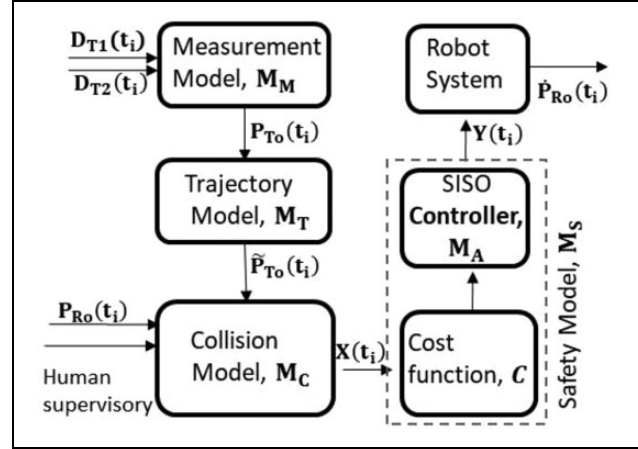 D_T1(t_i)
D_T2(t_i)
Measurement
Model, M_M
P_To(t_i)
Trajectory
Model, M_T
P̃_To(t_i)
P_Ro(t_i)
Human
supervisory
Collision
Model, M_C
X(t_i)
Robot
System
Ṗ_Ro(t_i)
Y(t_i)
SISO
Controller,
M_A
Cost
function, C
Safety Model, M_S